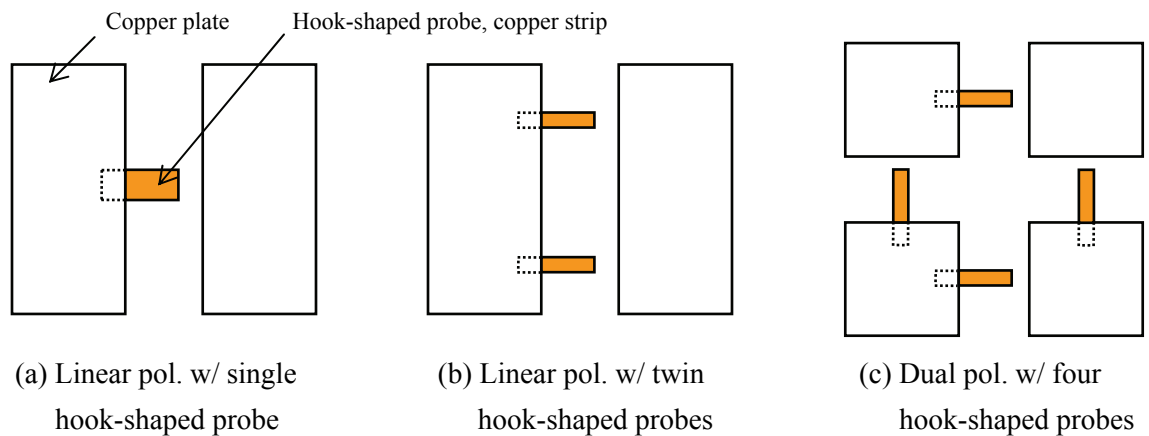 Copper plate
Hook-shaped probe, copper strip
(a) Linear pol. w/ single
hook-shaped probe
(b) Linear pol. w/ twin
hook-shaped probes
(c) Dual pol. w/ four
hook-shaped probes